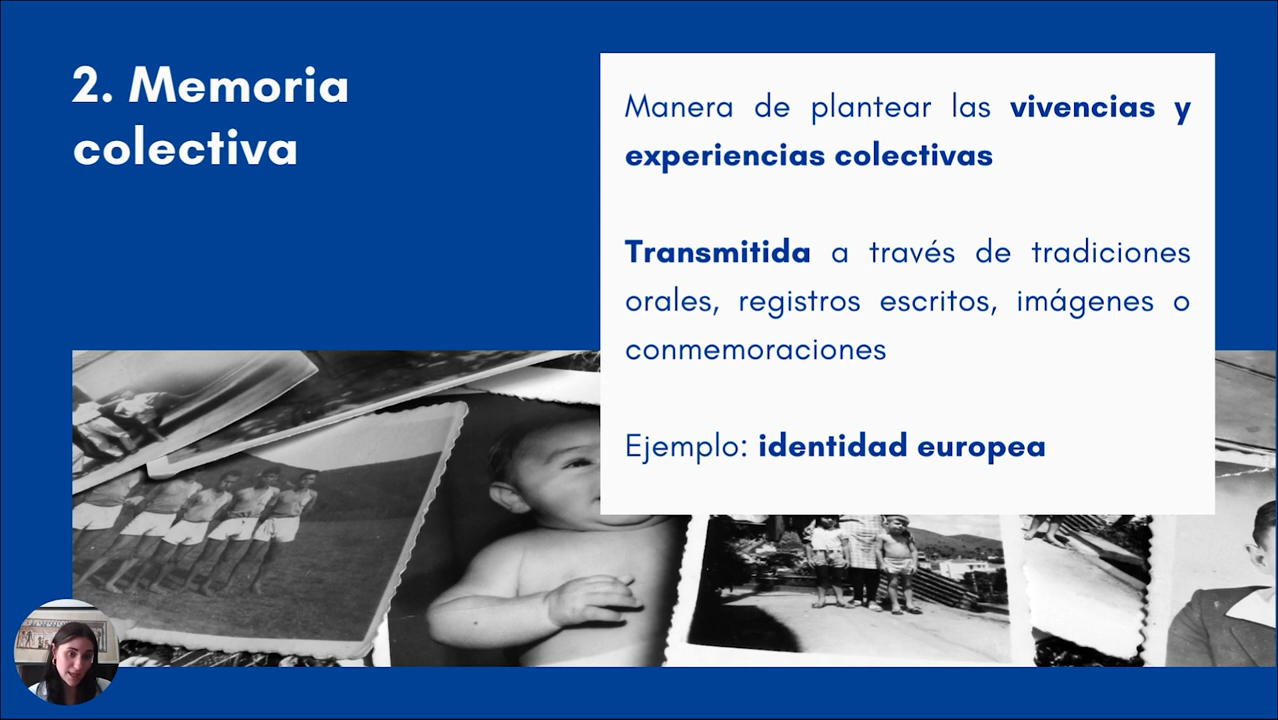 2. Memoria
colectiva
Manera de plantear las vivencias y
experiencias colectivas
Transmitida a través de tradiciones
orales, registros escritos, imágenes o
conmemoraciones
Ejemplo: identidad europea